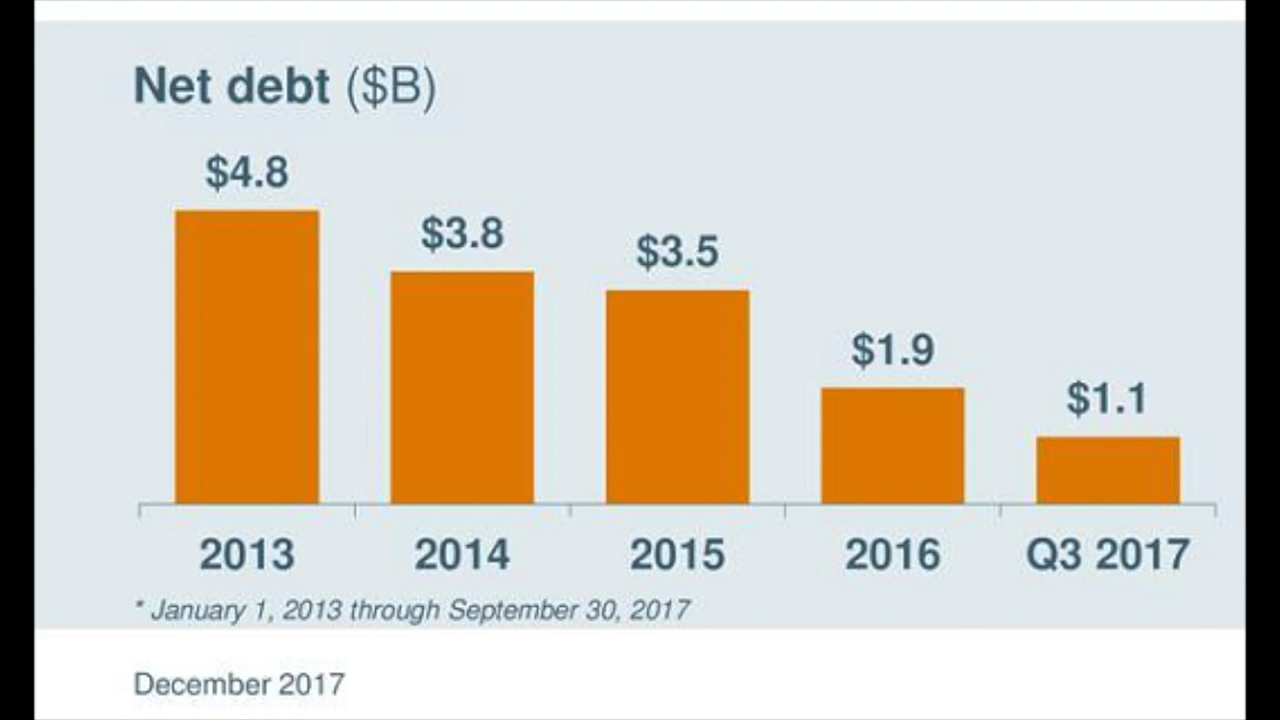 Net debt ($B)
$4.8
$3.8
$3.5
$1.9
$1.1
2013 2014 2015 2016 Q3 2017
* January 1, 2013 through September 30, 2017
December 2017